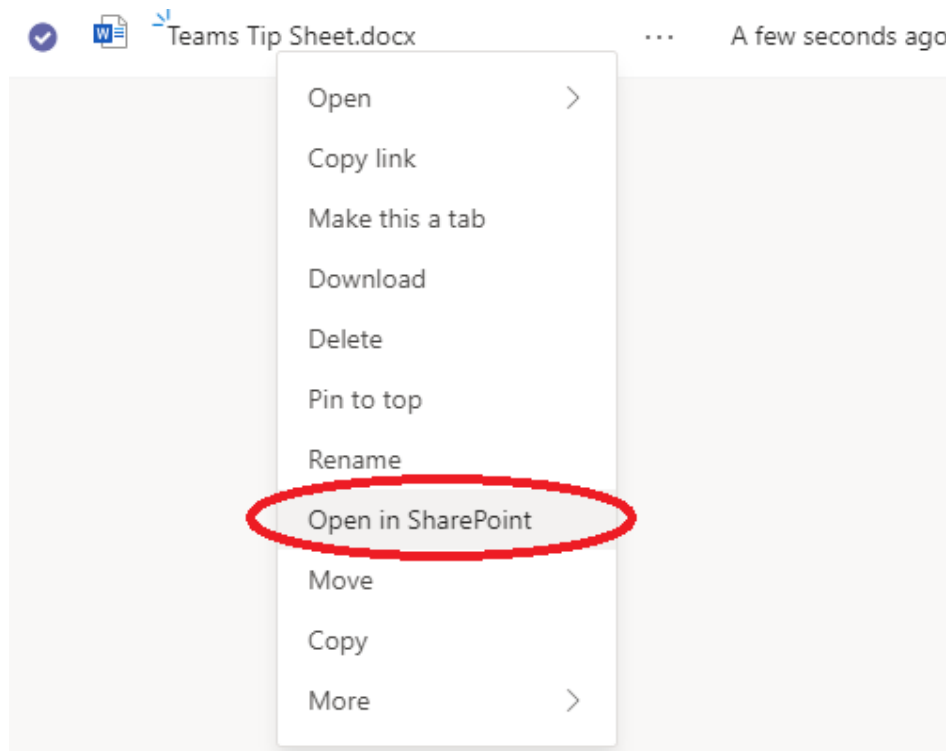 Teams Tip Sheet.docx ... A few seconds ago
Open
Copy link
Make this a tab
Download
Delete
Pin to top
Rename
Open in SharePoint
Move
Copy
More